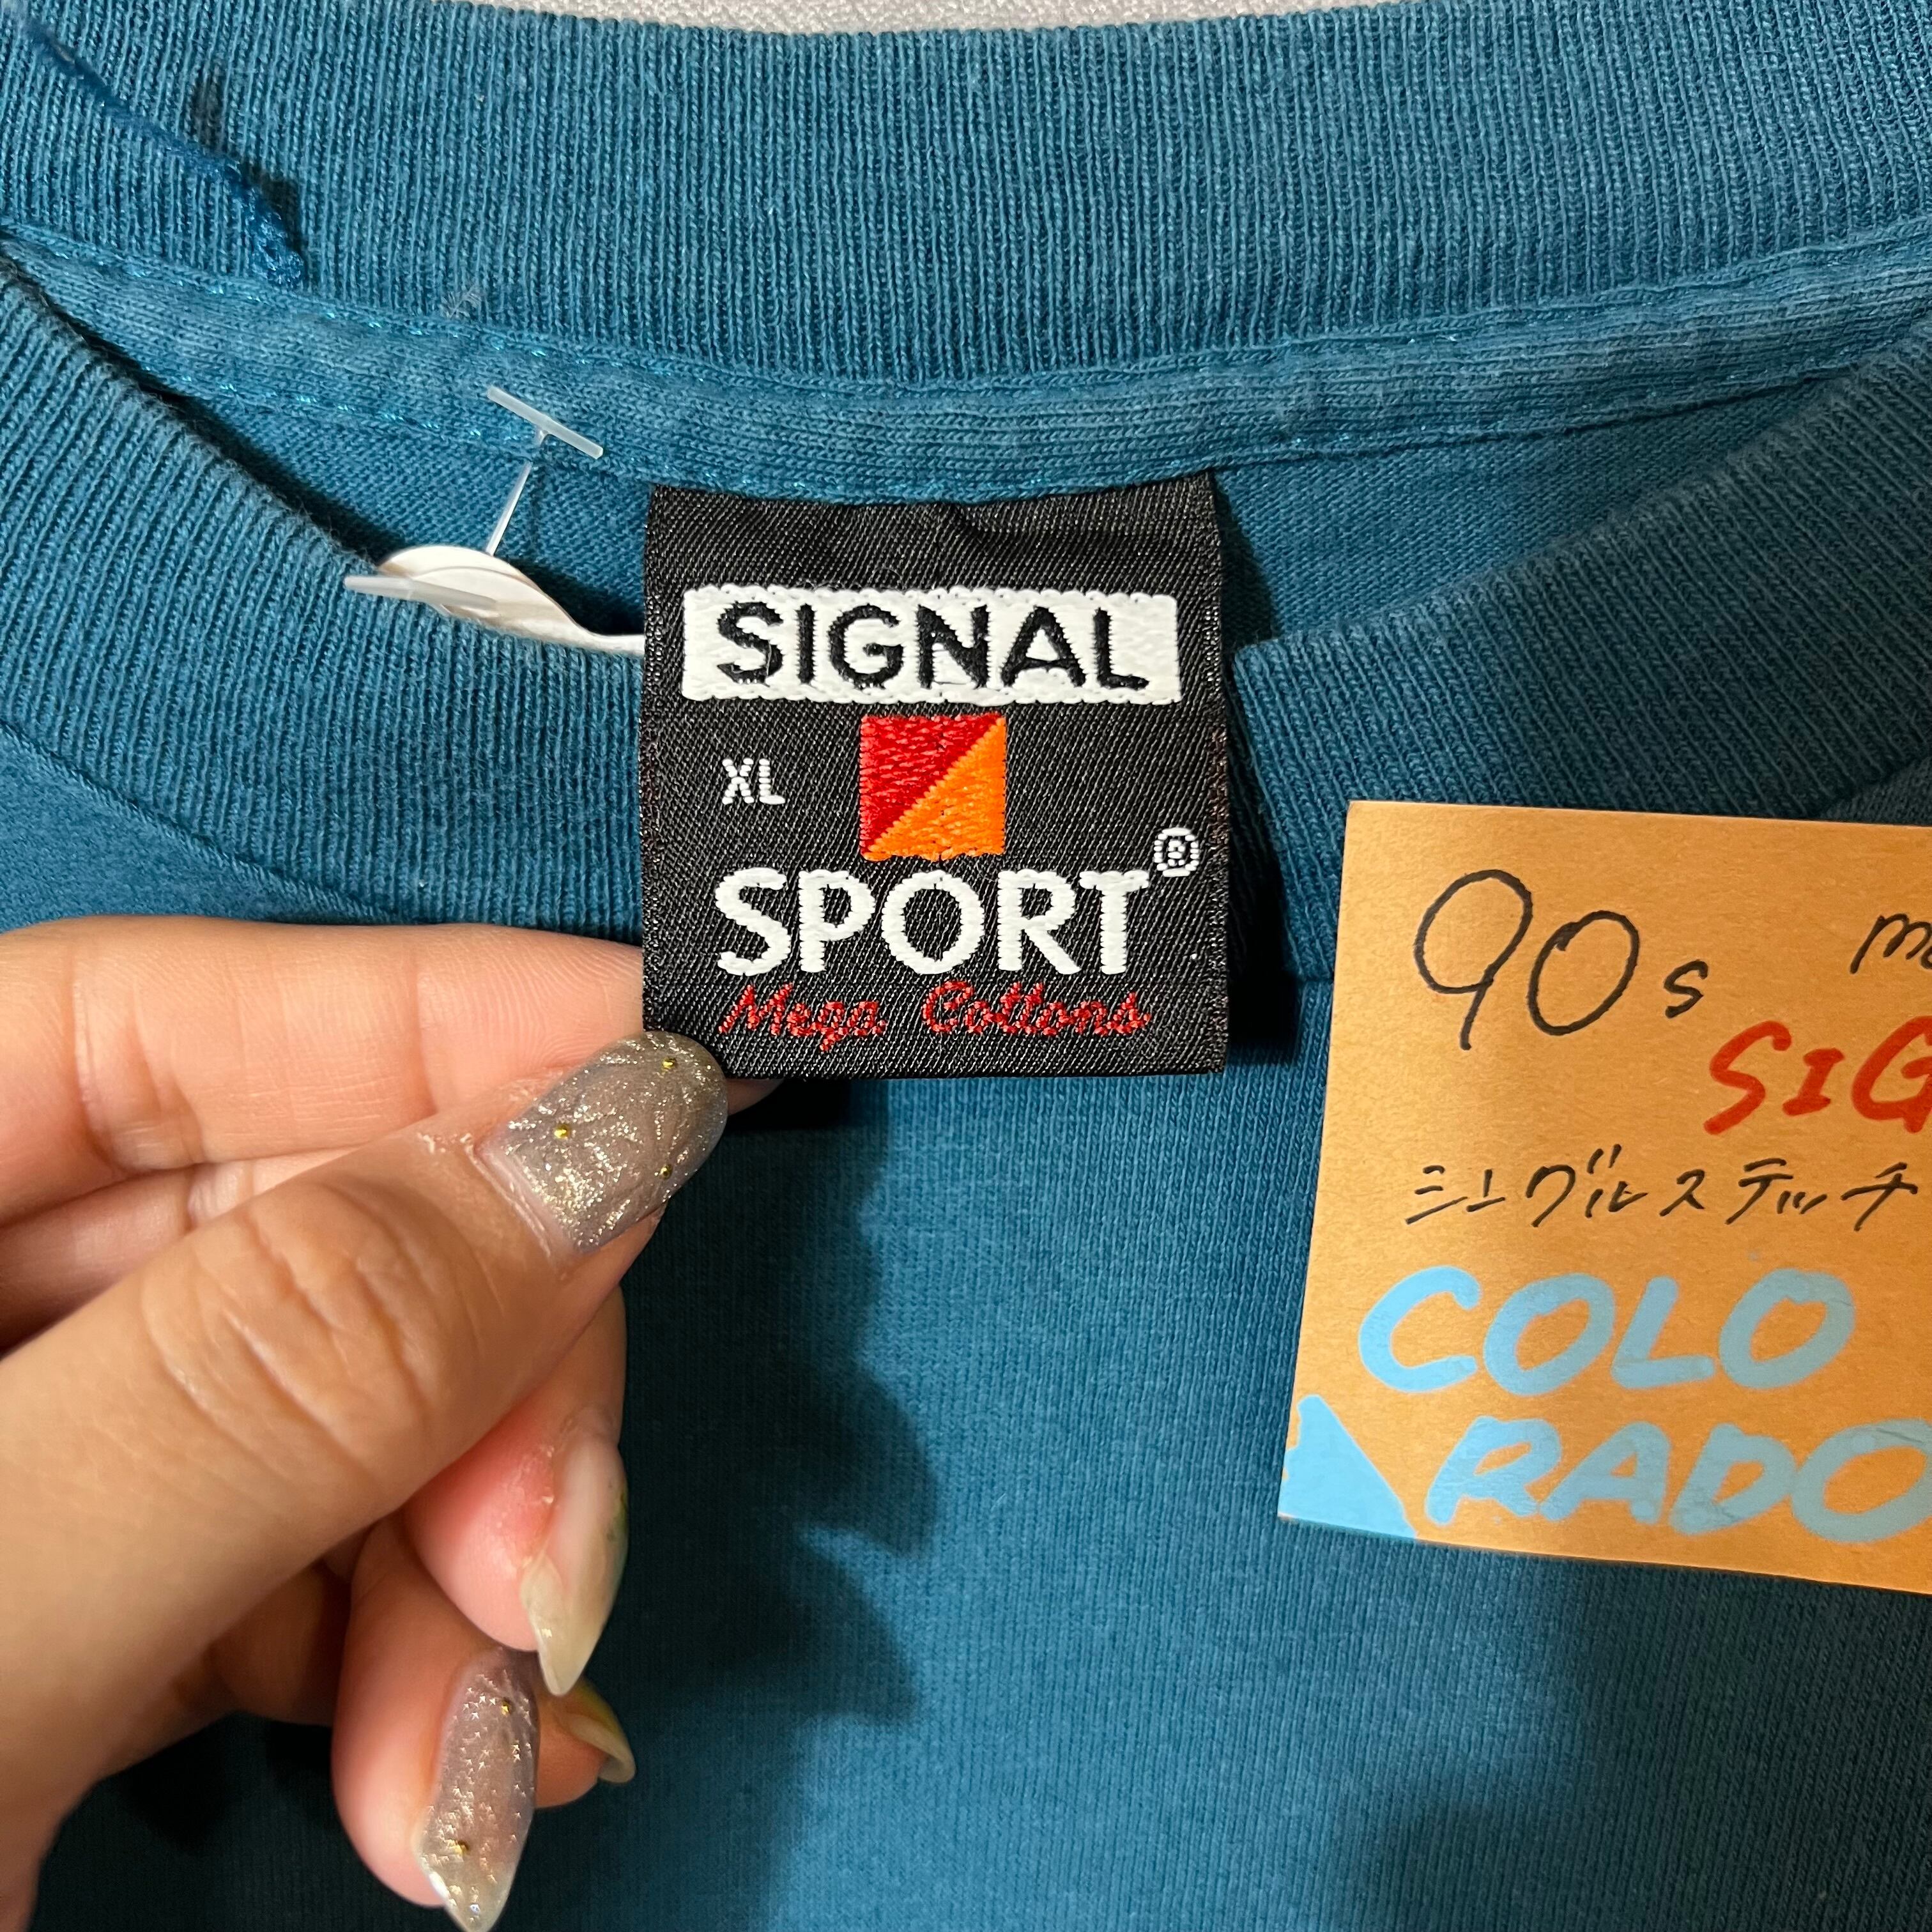 SIGNAL
XL
SPORT®
Mega Cottons
90s
SIG
シングルステッチ
COLO
RADO